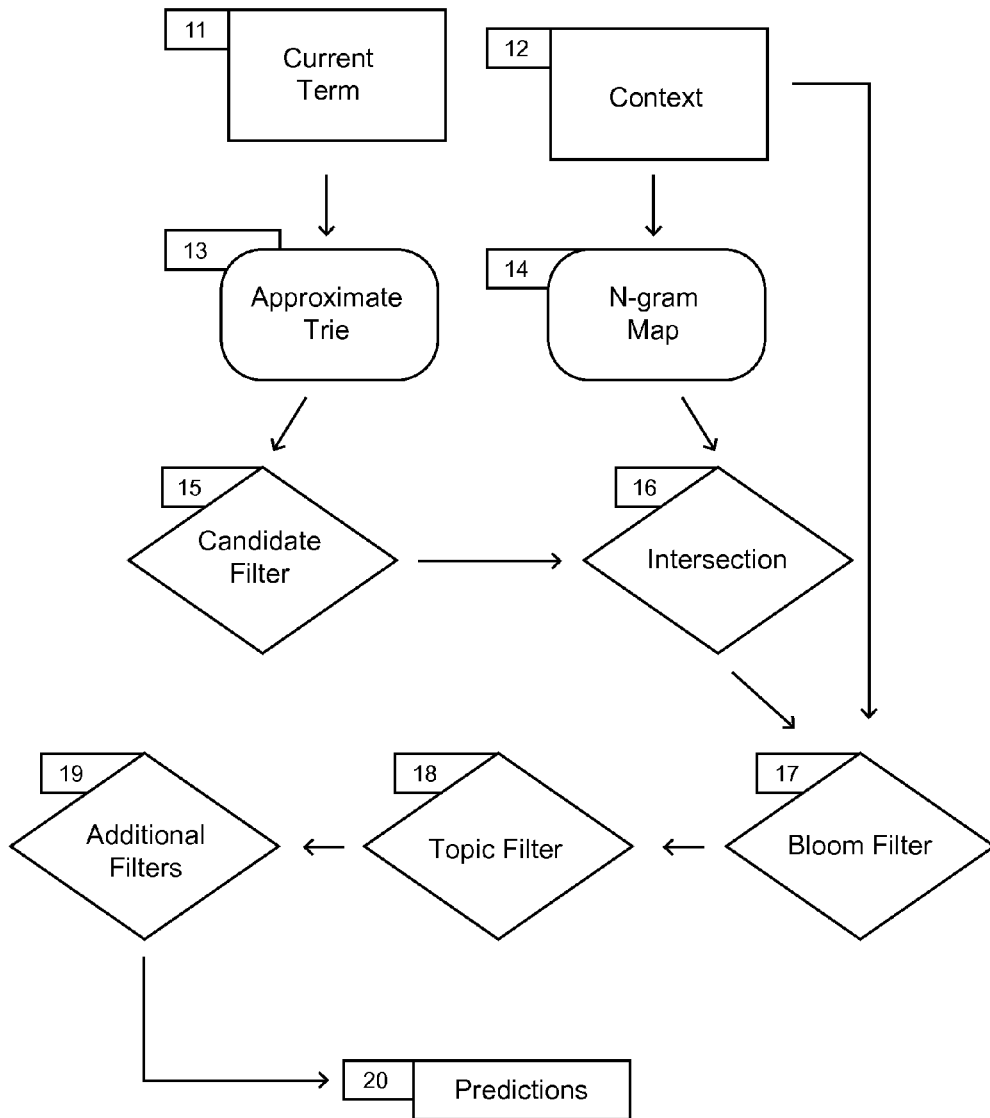 11
Current
Term
12
Context
13
Approximate
Trie
14
N-gram
Map
15
Candidate
Filter
16
Intersection
19
Additional
Filters
18
Topic Filter
17
Bloom Filter
20
Predictions